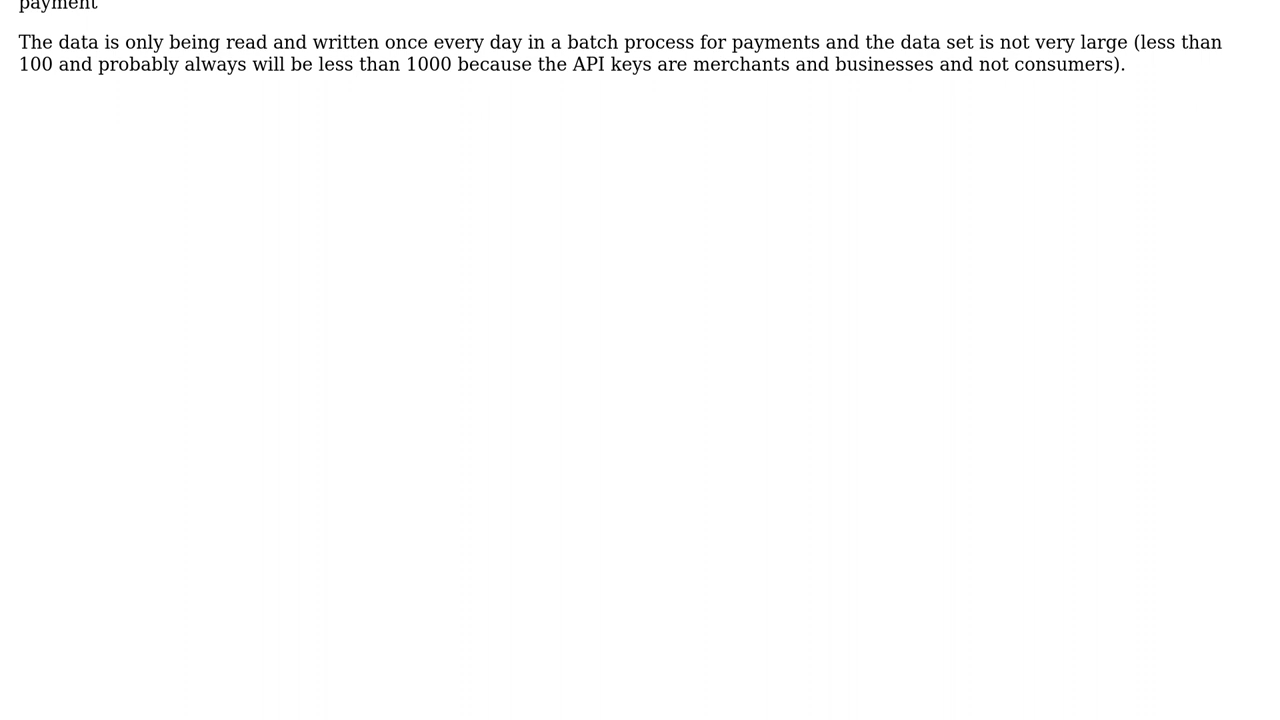 payment
The data is only being read and written once every day in a batch process for payments and the data set is not very large (less than
100 and probably always will be less than 1000 because the API keys are merchants and businesses and not consumers).